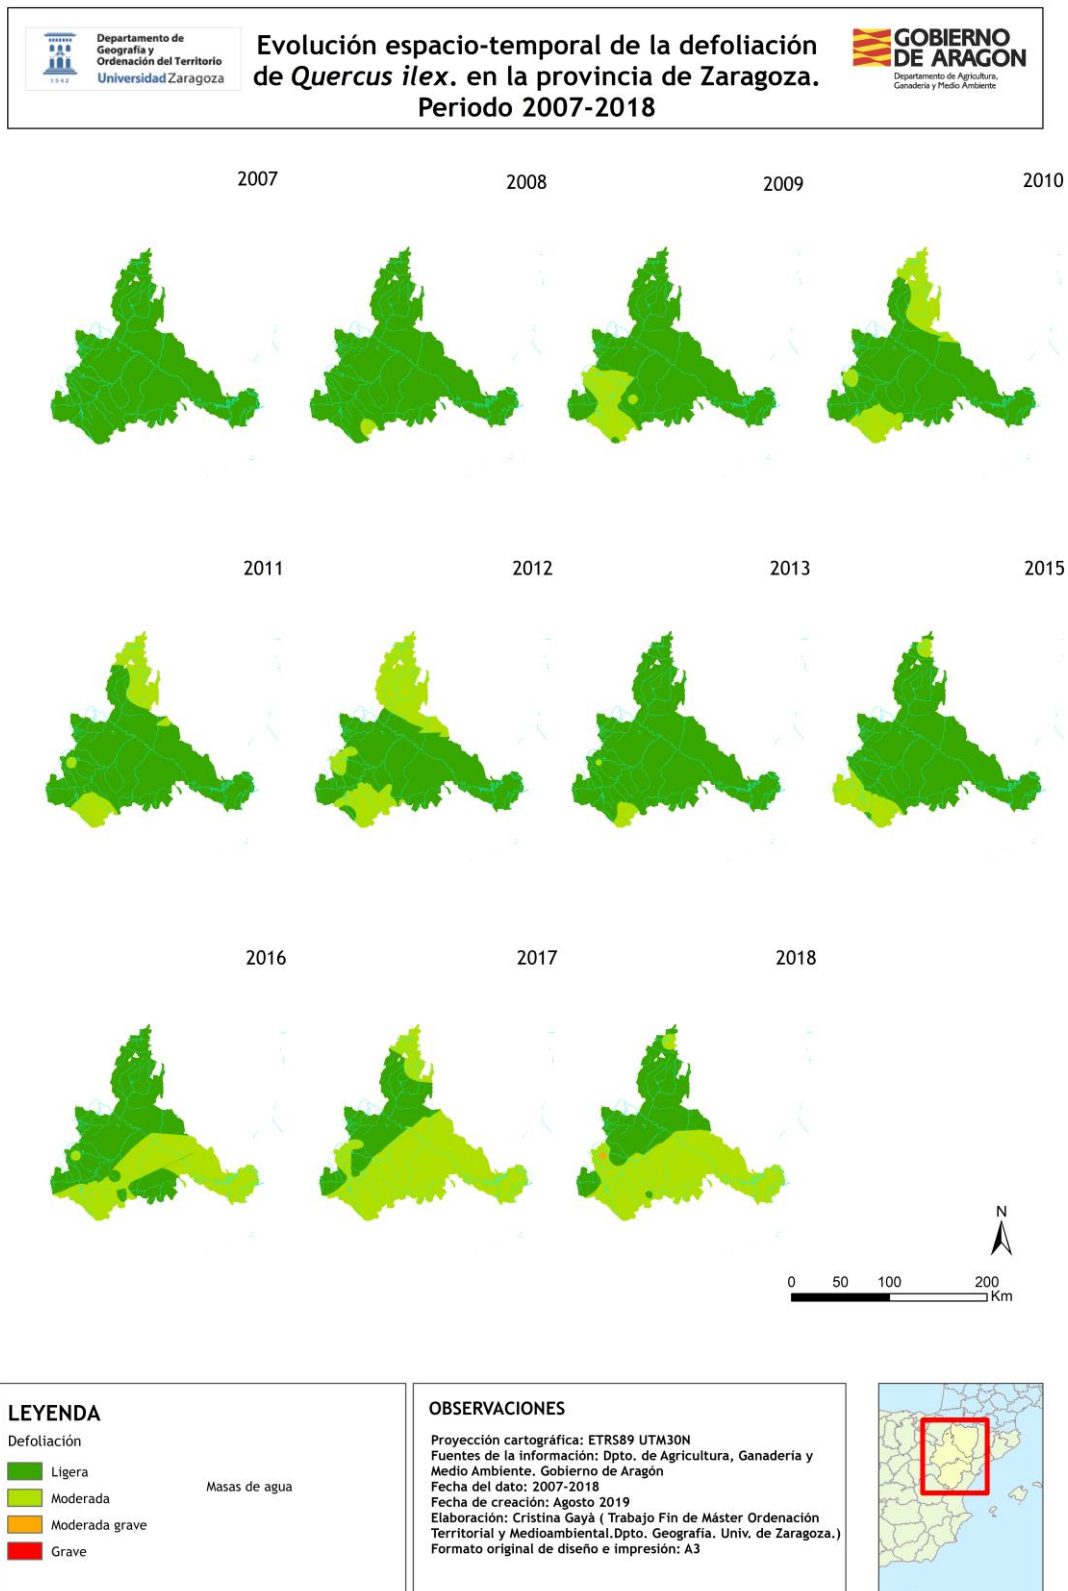 Departamento de
Geografía y
Ordenación del Territorio
Universidad Zaragoza
1542
Evolución espacio-temporal de la defoliación
de Quercus ilex. en la provincia de Zaragoza.
Periodo 2007-2018
GOBIERNO
DE ARAGON
Departamento de Agricultura,
Ganadería y Medio Ambiente
2007
2008
2009
2010
2011
2012
2013
2015
2016
2017
2018
N
0 50 100 200
Km
LEYENDA
Defoliación
Ligera
Moderada
Moderada grave
Grave
Masas de agua
OBSERVACIONES
Proyección cartográfica: ETRS89 UTM30N
Fuentes de la información: Dpto. de Agricultura, Ganadería y
Medio Ambiente. Gobierno de Aragón
Fecha del dato: 2007-2018
Fecha de creación: Agosto 2019
Elaboración: Cristina Gayà ( Trabajo Fin de Máster Ordenación
Territorial y Medioambiental.Dpto. Geografía. Univ. de Zaragoza.)
Formato original de diseño e impresión: A3